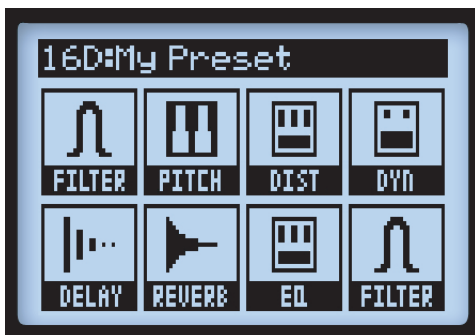 16D:My Preset
FILTER PITCH DIST DYN
DELAY REVERB EQ FILTER